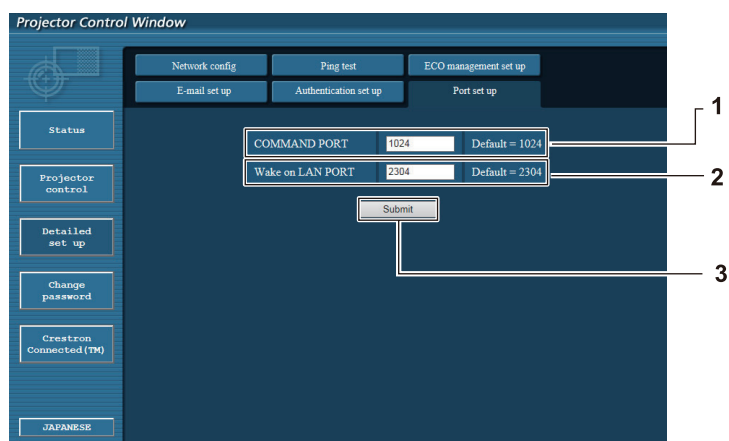 Projector Control Window
Network config Ping test ECO management set up
E-mail set up Authentication set up Port set up
Status
Projector
control
Detailed
set up
Change
password
Crestron
Connected(TM)
JAPANESE
COMMAND PORT 1024 Default = 1024
Wake on LAN PORT 2304 Default = 2304
Submit
1
2
3